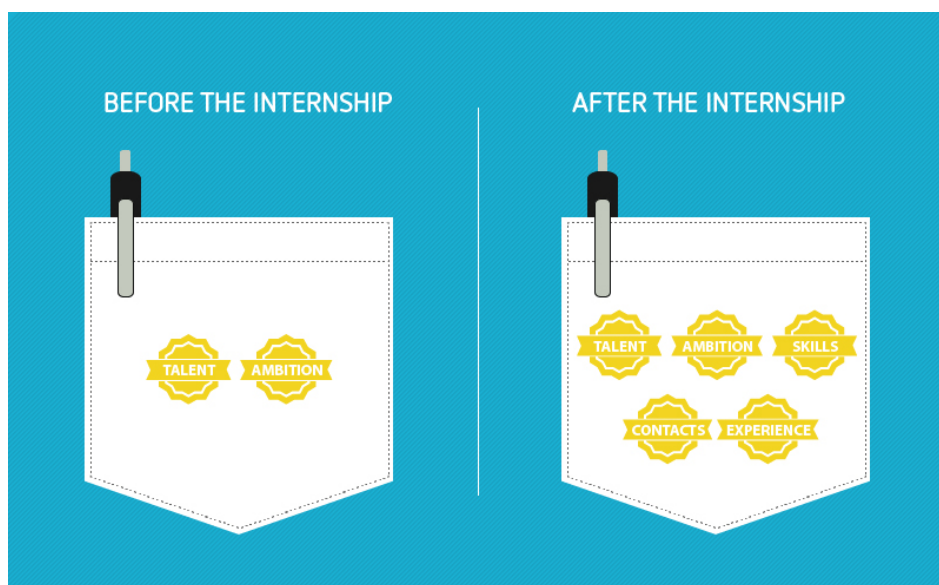 BEFORE THE INTERNSHIP
TALENT AMBITION
AFTER THE INTERNSHIP
TALENT AMBITION SKILLS
CONTACTS EXPERIENCE